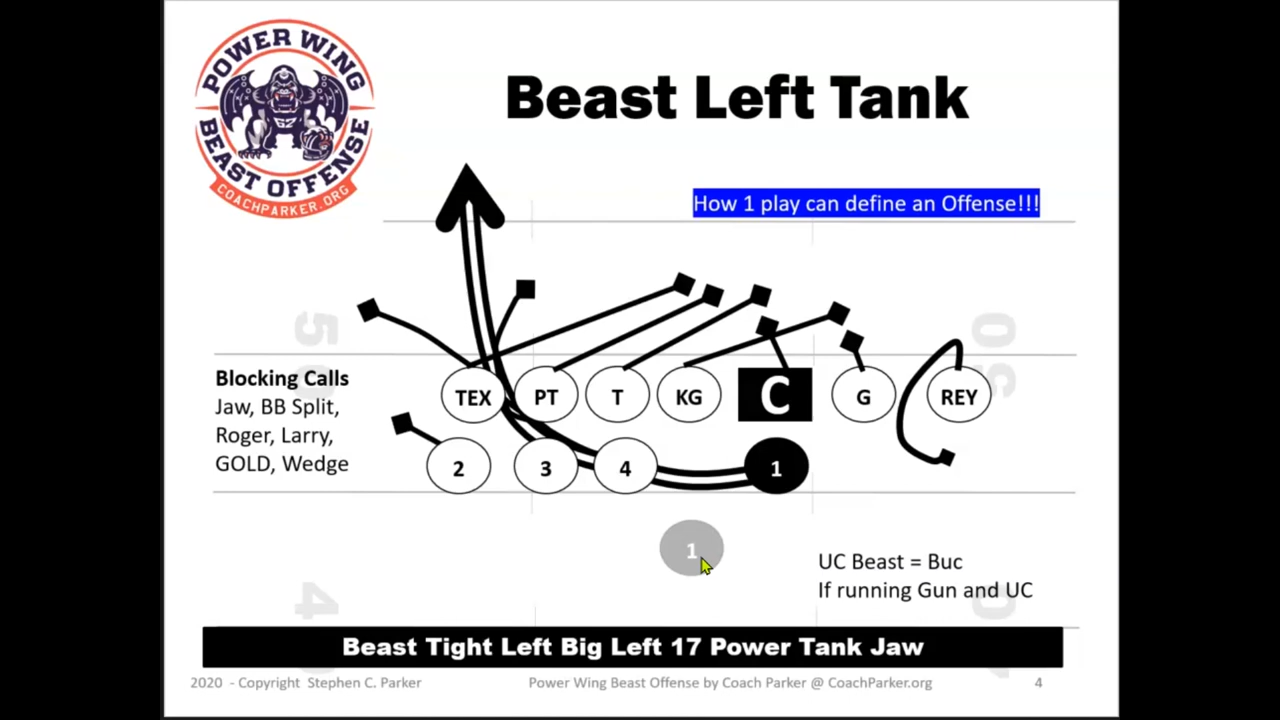 POWER WING
BEAST OFFENSE
COACHPARKER.ORG
Beast Left Tank
How 1 play can define an Offense!!!
50
50
Blocking Calls
Jaw, BB Split,
Roger, Larry,
GOLD, Wedge
TEX PT T KG C G REY
2 3 4 1
1
UC Beast = Buc
If running Gun and UC
Beast Tight Left Big Left 17 Power Tank Jaw
2020 - Copyright Stephen C. Parker Power Wing Beast Offense by Coach Parker @ CoachParker.org 4